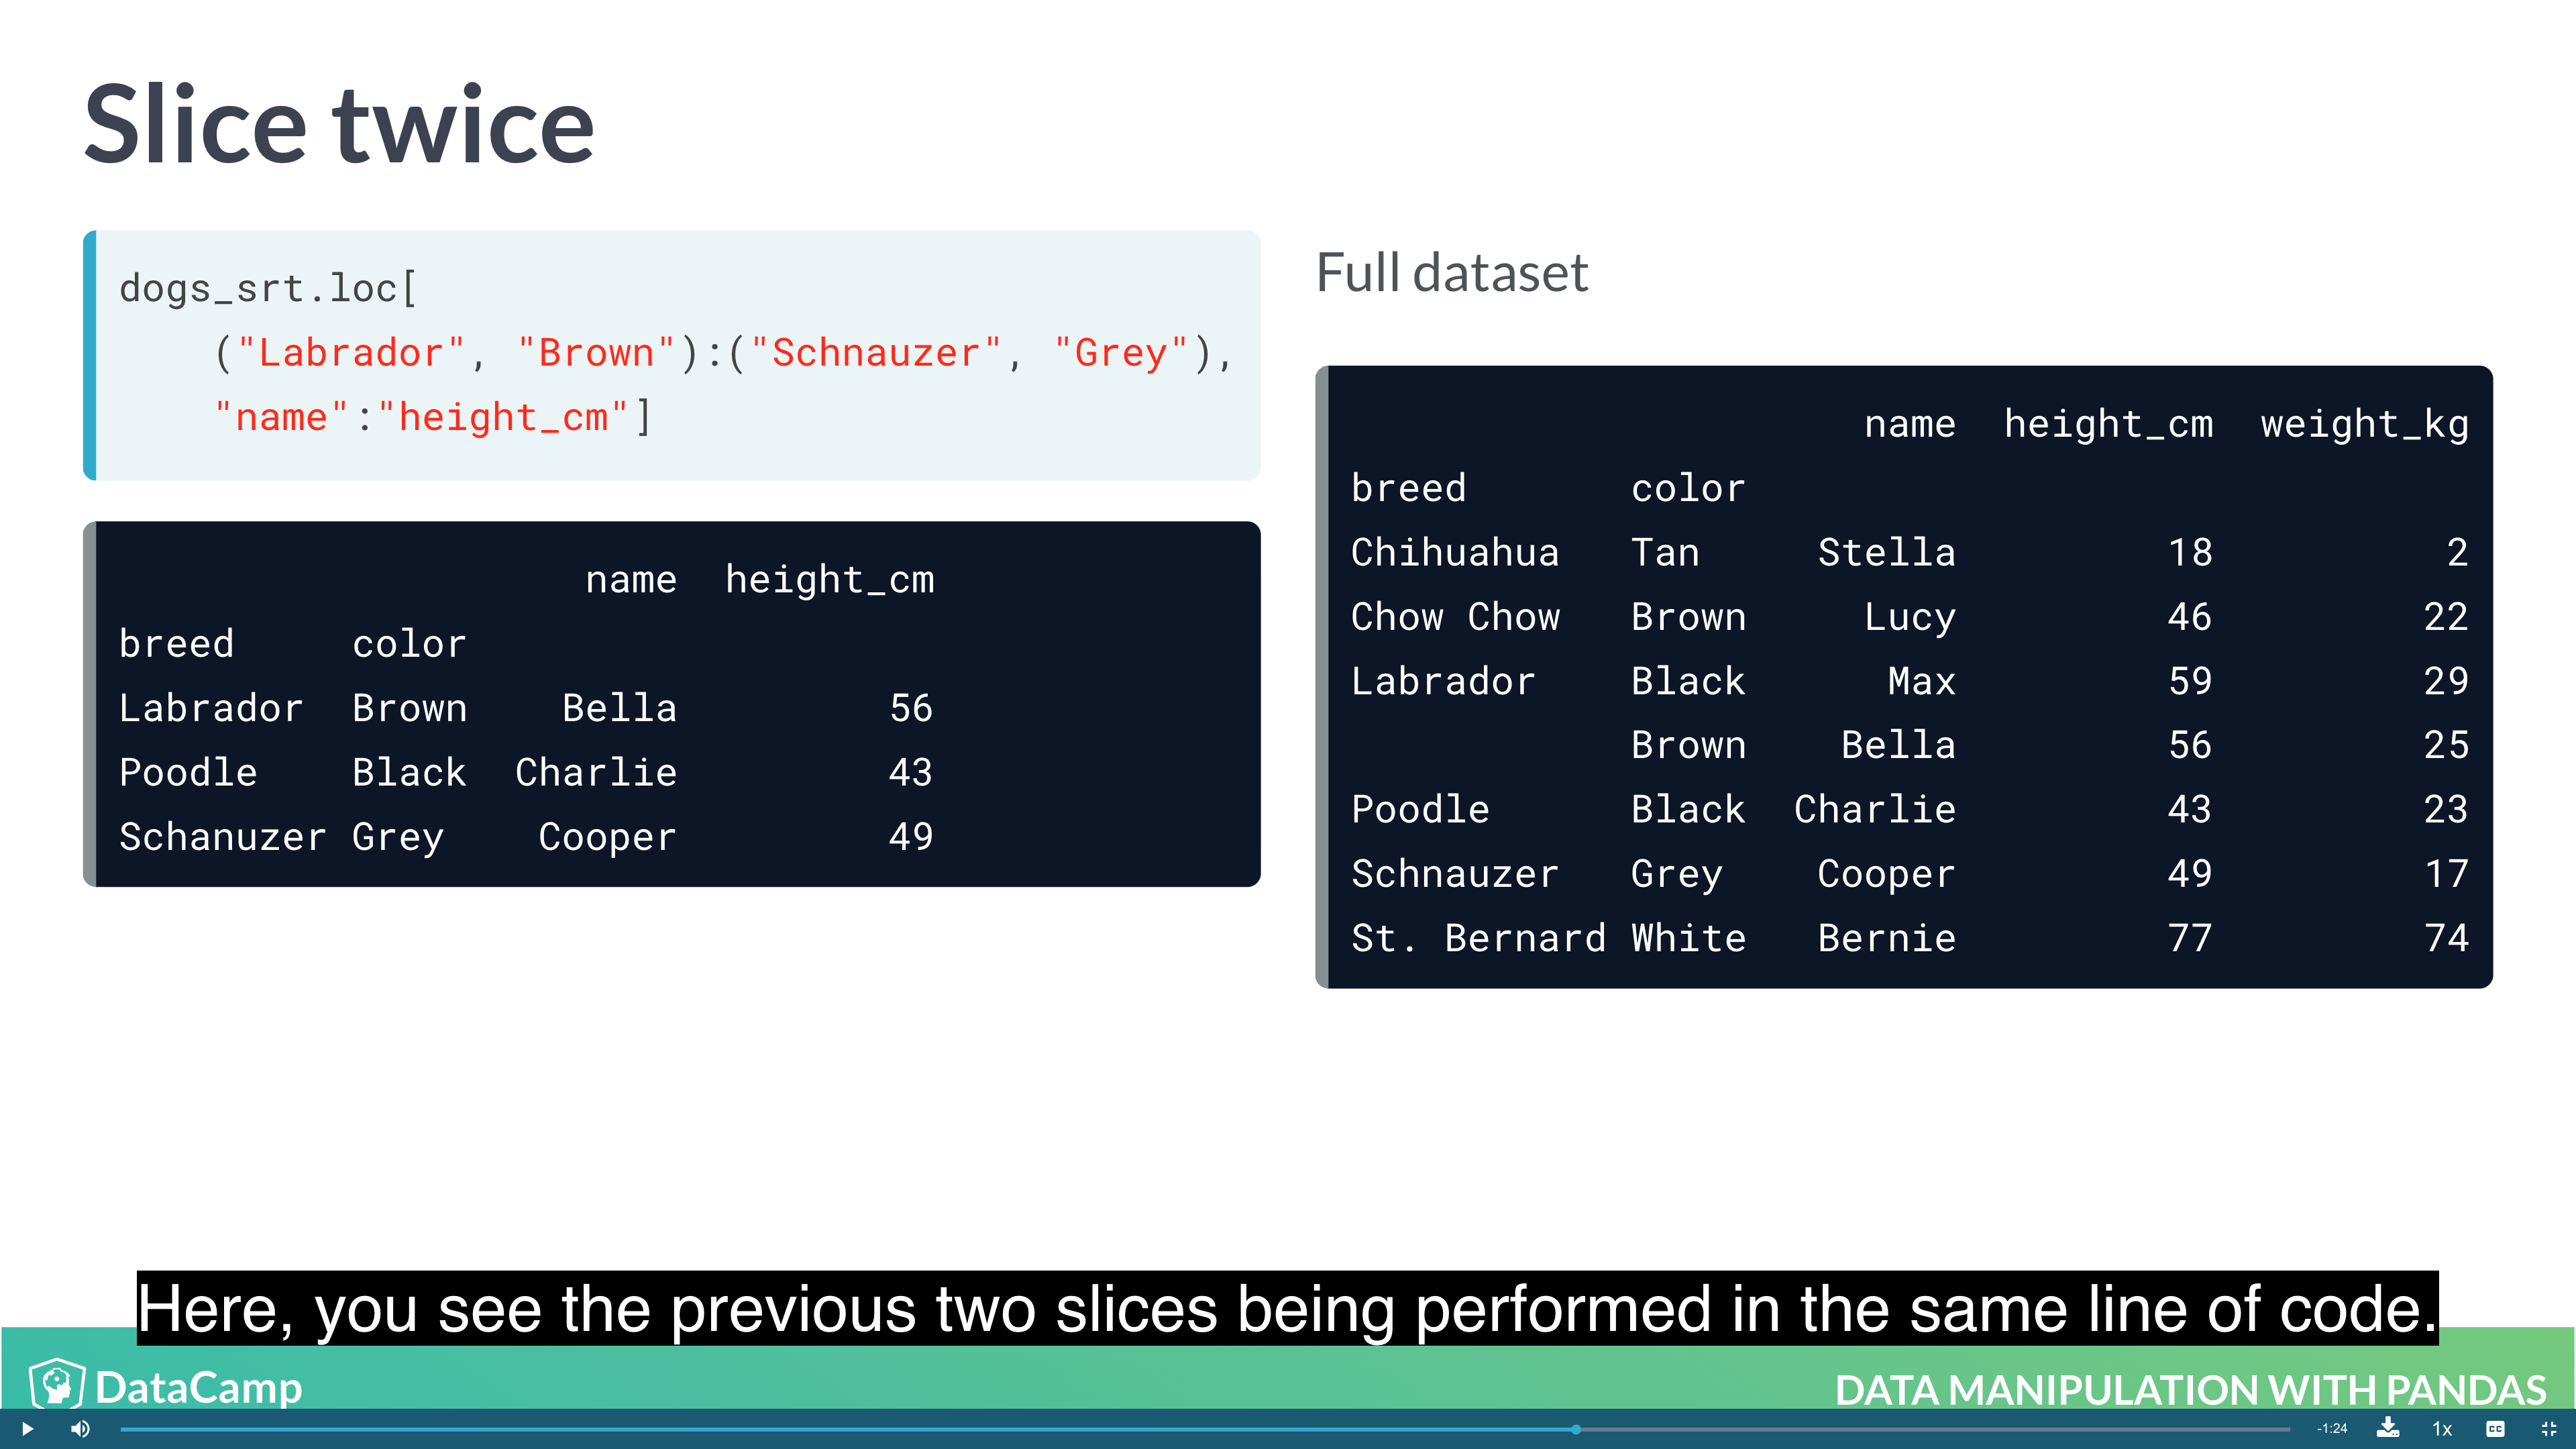 Slice twice
dogs_srt.loc[
("Labrador", "Brown"):("Schnauzer", "Grey"),
"name":"height_cm"]
name height_cm
breed color
Labrador Brown Bella 56
Poodle Black Charlie 43
Schanuzer Grey Cooper 49
Full dataset
name height_cm weight_kg
breed color
Chihuahua Tan Stella 18 2
Chow Chow Brown Lucy 46 22
Labrador Black Max 59 29
Brown Bella 56 25
Poodle Black Charlie 43 23
Schnauzer Grey Cooper 49 17
St. Bernard White Bernie 77 74
Here, you see the previous two slices being performed in the same line of code.
DataCamp
DATA MANIPULATION WITH PANDAS
-1:24
1x
CC